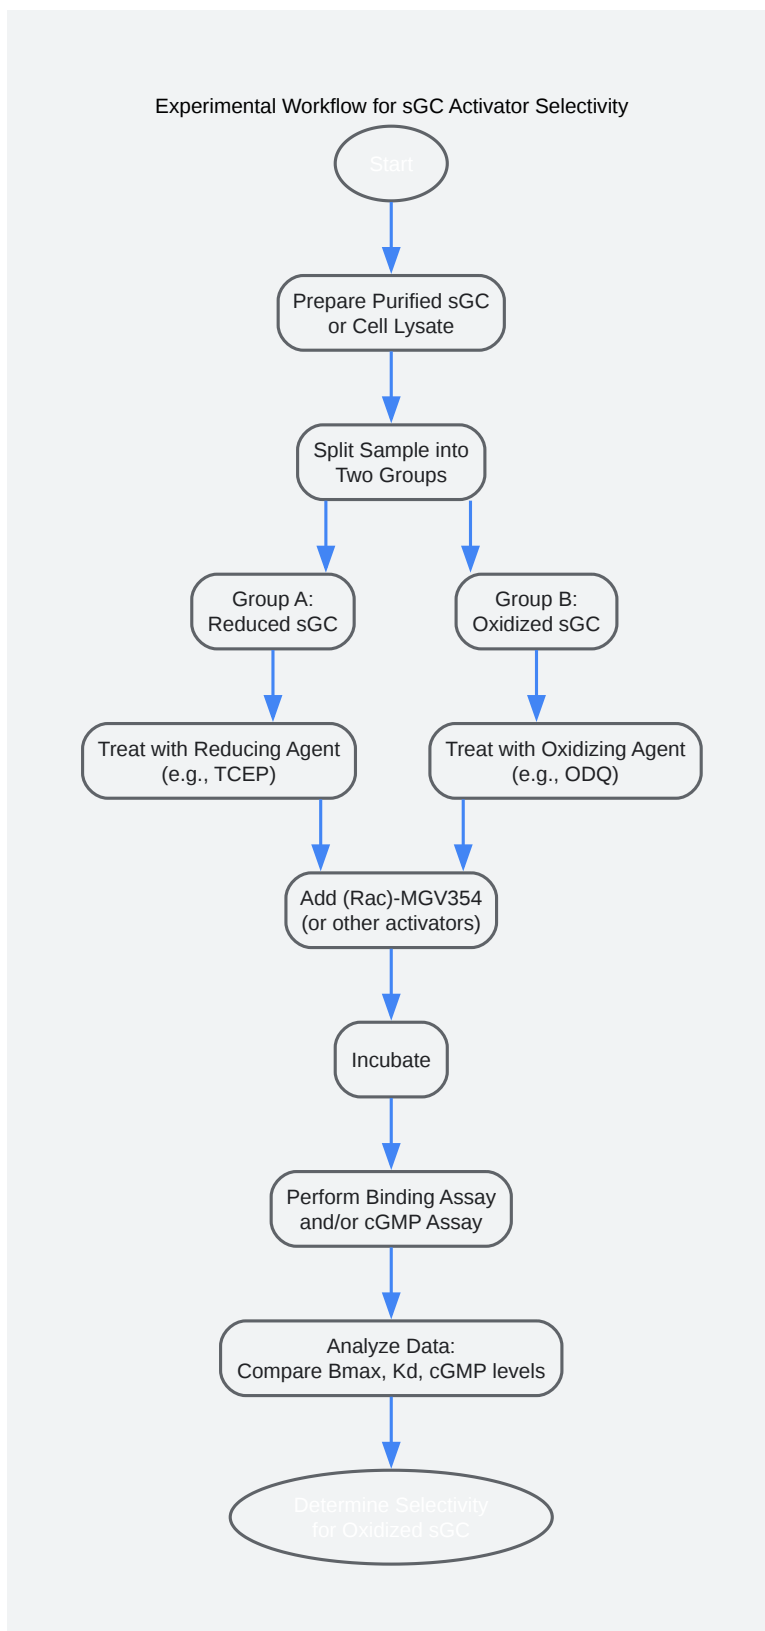 Experimental Workflow for sGC Activator Selectivity
Start
Prepare Purified sGC
or Cell Lysate
Split Sample into
Two Groups
Group A:
Reduced sGC
Group B:
Oxidized sGC
Treat with Reducing Agent
(e.g., TCEP)
Treat with Oxidizing Agent
(e.g., ODQ)
Add (Rac)-MGV354
(or other activators)
Incubate
Perform Binding Assay
and/or cGMP Assay
Analyze Data:
Compare Bmax, Kd, cGMP levels
Determine Selectivity
for Oxidized sGC